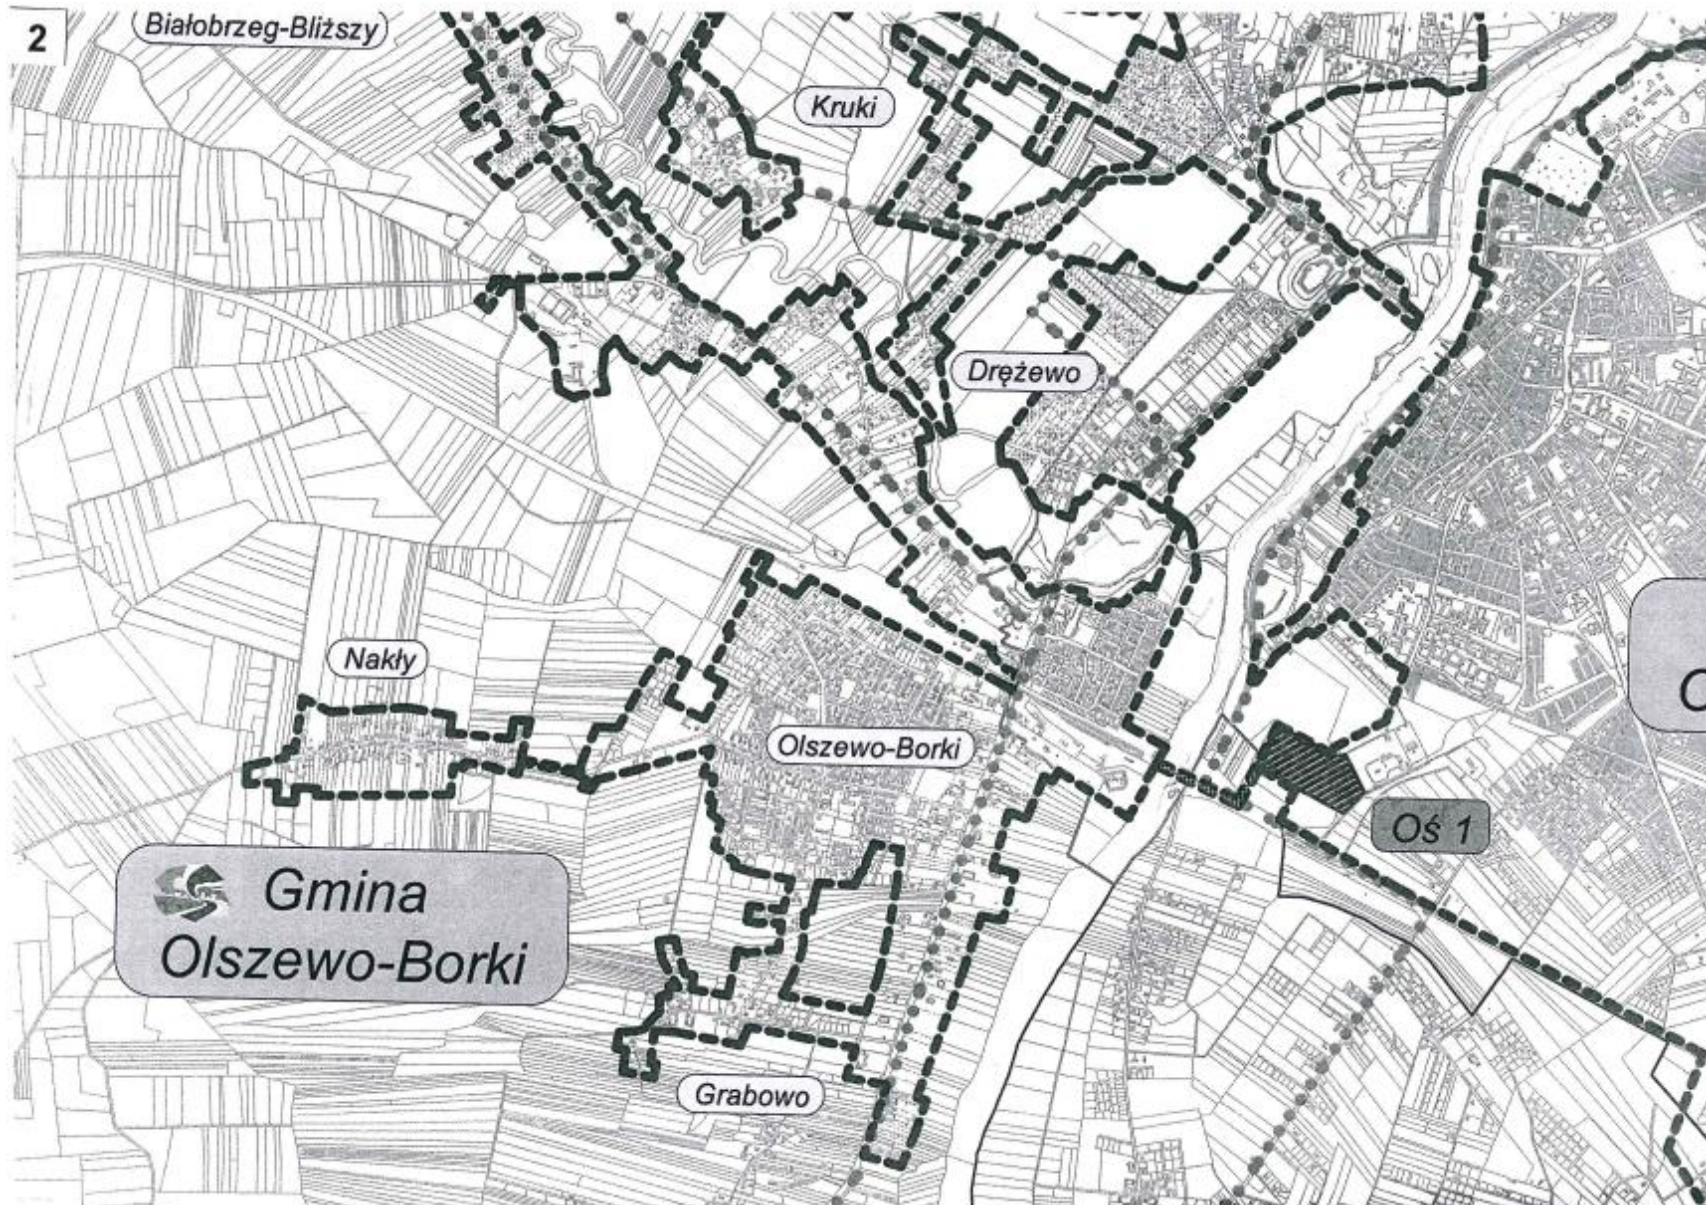 2
Białobrzeg-Bliższy
Kruki
Drężewo
Nakły
Olszewo-Borki
Oś 1
Gmina
Olszewo-Borki
Grabowo